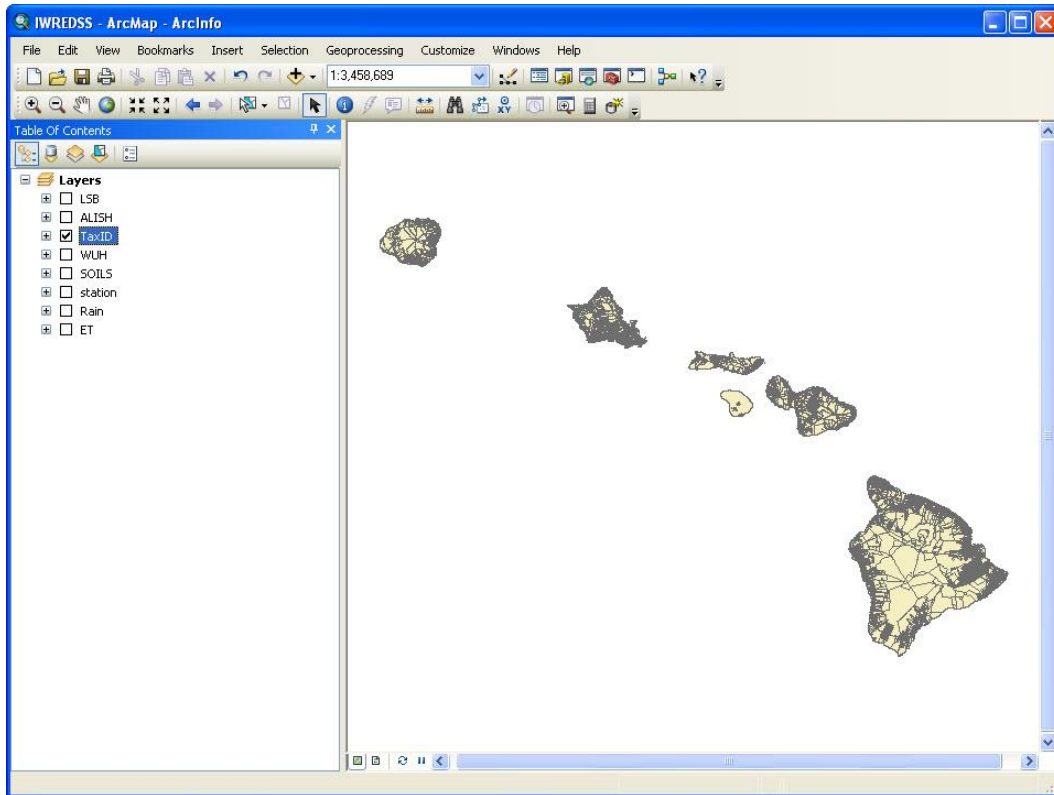 IWREDSS - ArcMap - ArcInfo
File Edit View Bookmarks Insert Selection Geoprocessing Customize Windows Help
1:3,458,689
XY
Table Of Contents
Layers
LSB
ALISH
TaxID
WUH
SOILS
station
Rain
ET